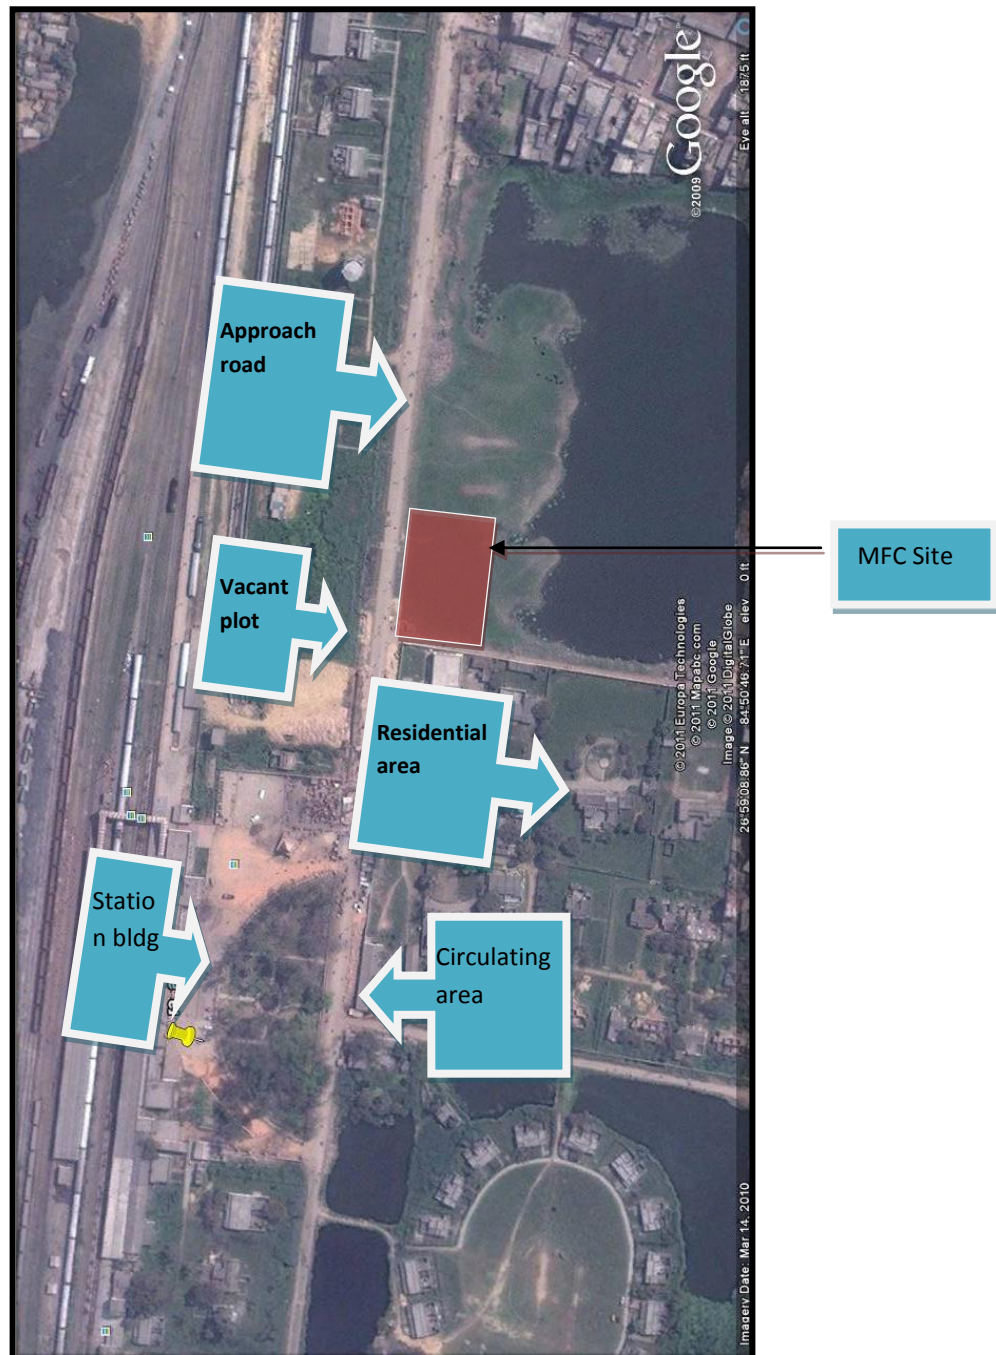 Approach
road
Vacant
plot
Residential
area
Statio
n bldg
Circulating
area
MFC Site
©2009 Google
Eye alt 1875 ft
© 2011 Europa Technologies
© 2011 Mapabc.com
© 2011 Google
Image © 2011 DigitalGlobe
26°59'08.86" N 84°50'46.71" E elev 0 ft
Imagery Date: Mar 14, 2010